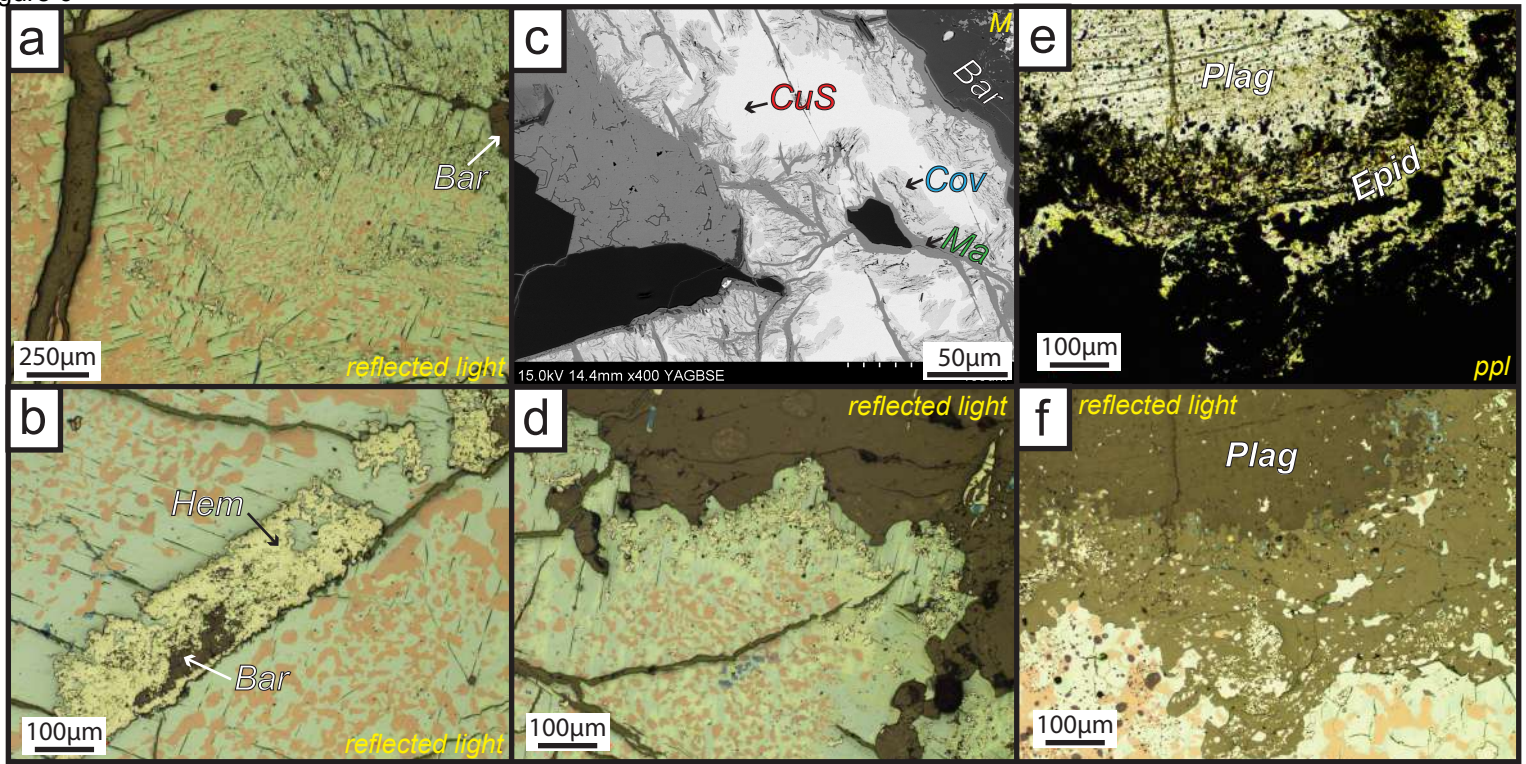 a
Bar
250µm
reflected light
b
Hem
Bar
100µm
reflected light
c
M
Bar
CuS
Cov
Ma
50µm
15.0kV 14.4mm x400 YAGBSE
d
reflected light
100µm
e
Plag
Epid
100µm
ppl
f
reflected light
Plag
100µm